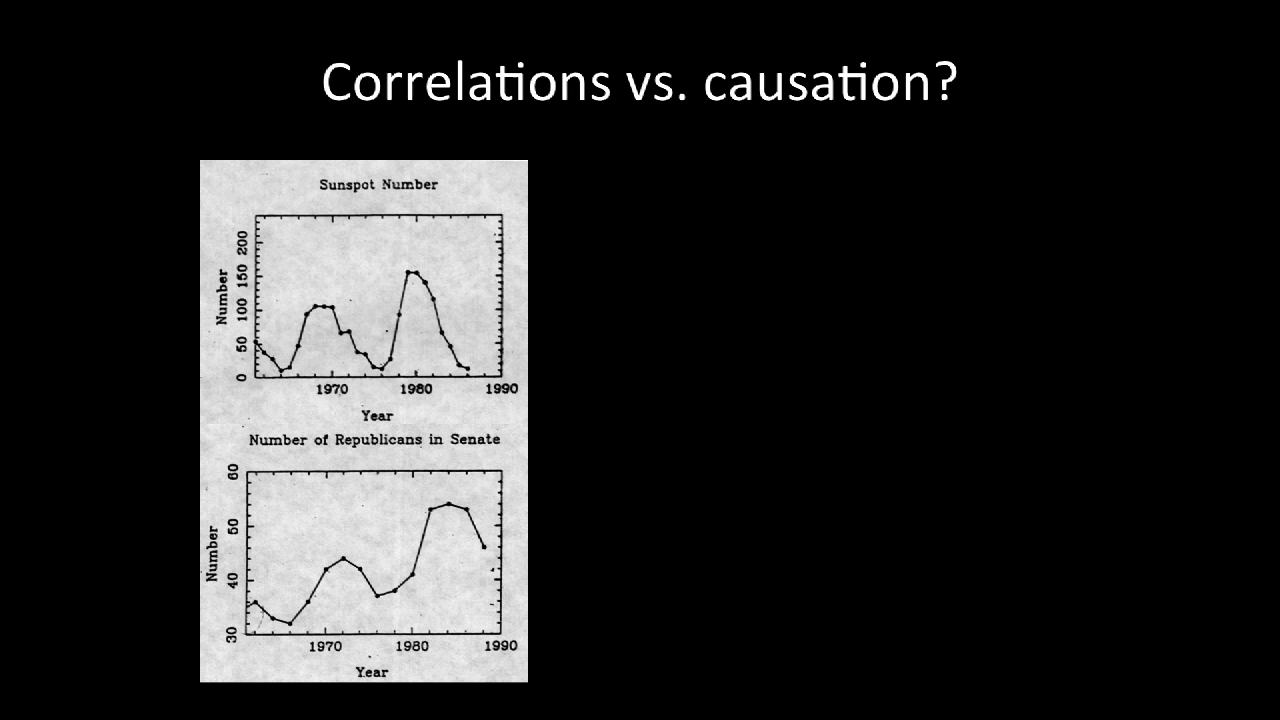 Correlations vs. causation?
Sunspot Number
Number
200
150
100
50
0
1970 1980 1990
Year
Number of Republicans in Senate
Number
60
50
40
30
1970 1980 1990
Year